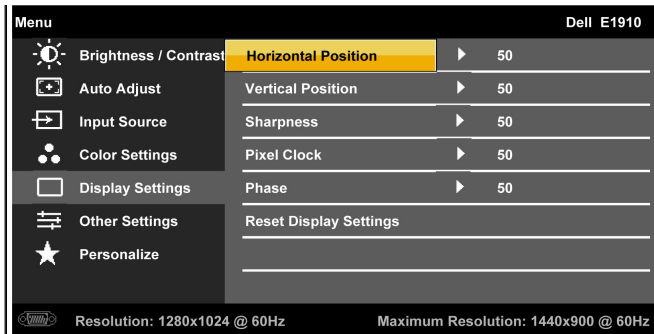 Menu Dell E1910
Brightness / Contrast Horizontal Position 50
Auto Adjust Vertical Position 50
Input Source Sharpness 50
Color Settings Pixel Clock 50
Display Settings Phase 50
Other Settings Reset Display Settings
Personalize
Resolution: 1280x1024 @ 60Hz Maximum Resolution: 1440x900 @ 60Hz